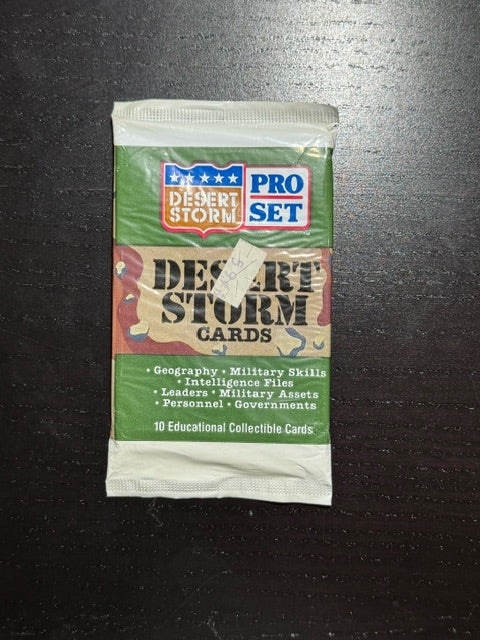 DESERT
STORM
PRO
SET
DESERT
STORM
CARDS
• Geography • Military Skills
• Intelligence Files
• Leaders • Military Assets
• Personnel • Governments
10 Educational Collectible Cards